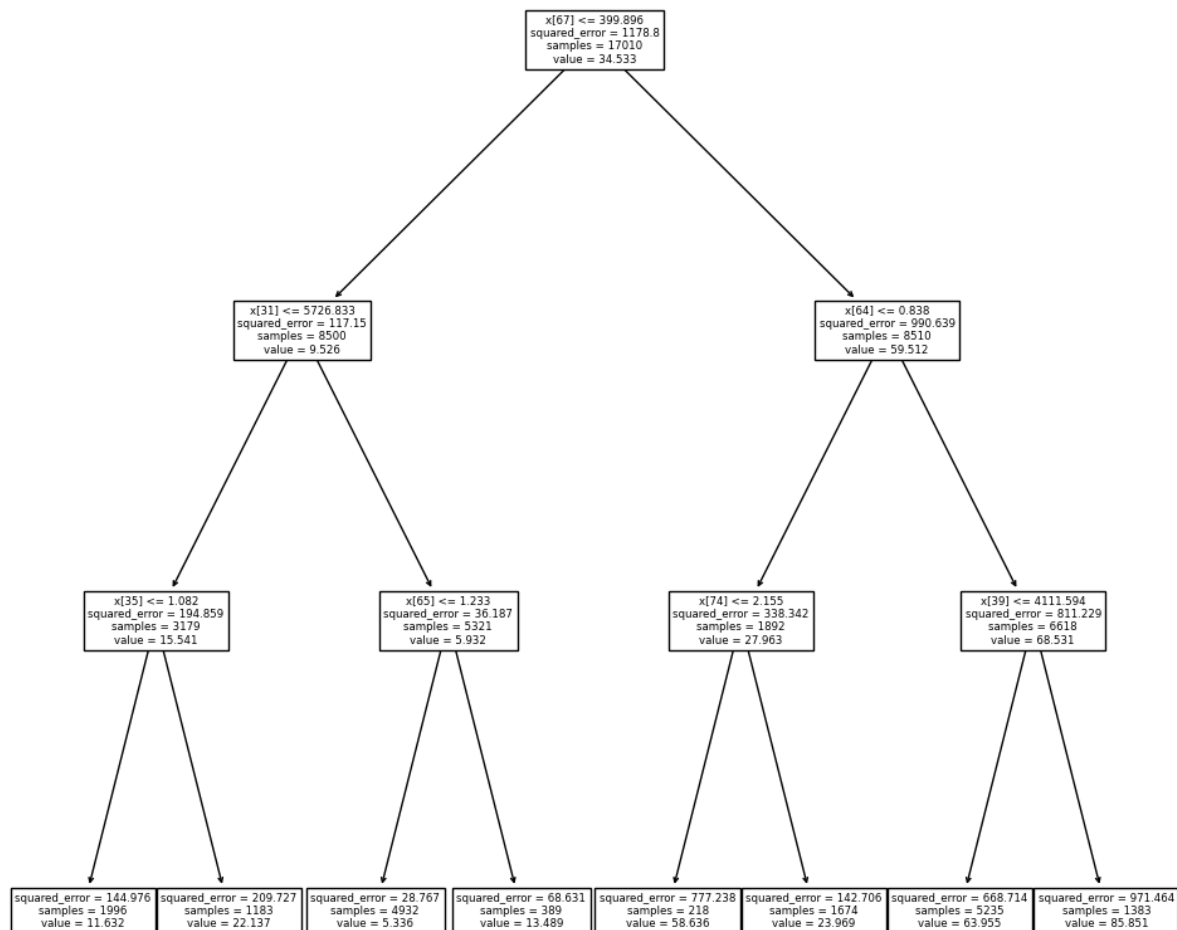 x[67] <= 399.896
squared_error = 1178.8
samples = 17010
value = 34.533
x[31] <= 5726.833
squared_error = 117.15
samples = 8500
value = 9.526
x[64] <= 0.838
squared_error = 990.639
samples = 8510
value = 59.512
x[35] <= 1.082
squared_error = 194.859
samples = 3179
value = 15.541
x[65] <= 1.233
squared_error = 36.187
samples = 5321
value = 5.932
x[74] <= 2.155
squared_error = 338.342
samples = 1892
value = 27.963
x[39] <= 4111.594
squared_error = 811.229
samples = 6618
value = 68.531
squared_error = 144.976
samples = 1996
value = 11.632
squared_error = 209.727
samples = 1183
value = 22.137
squared_error = 28.767
samples = 4932
value = 5.336
squared_error = 68.631
samples = 389
value = 13.489
squared_error = 777.238
samples = 218
value = 58.636
squared_error = 142.706
samples = 1674
value = 23.969
squared_error = 668.714
samples = 5235
value = 63.955
squared_error = 971.464
samples = 1383
value = 85.851